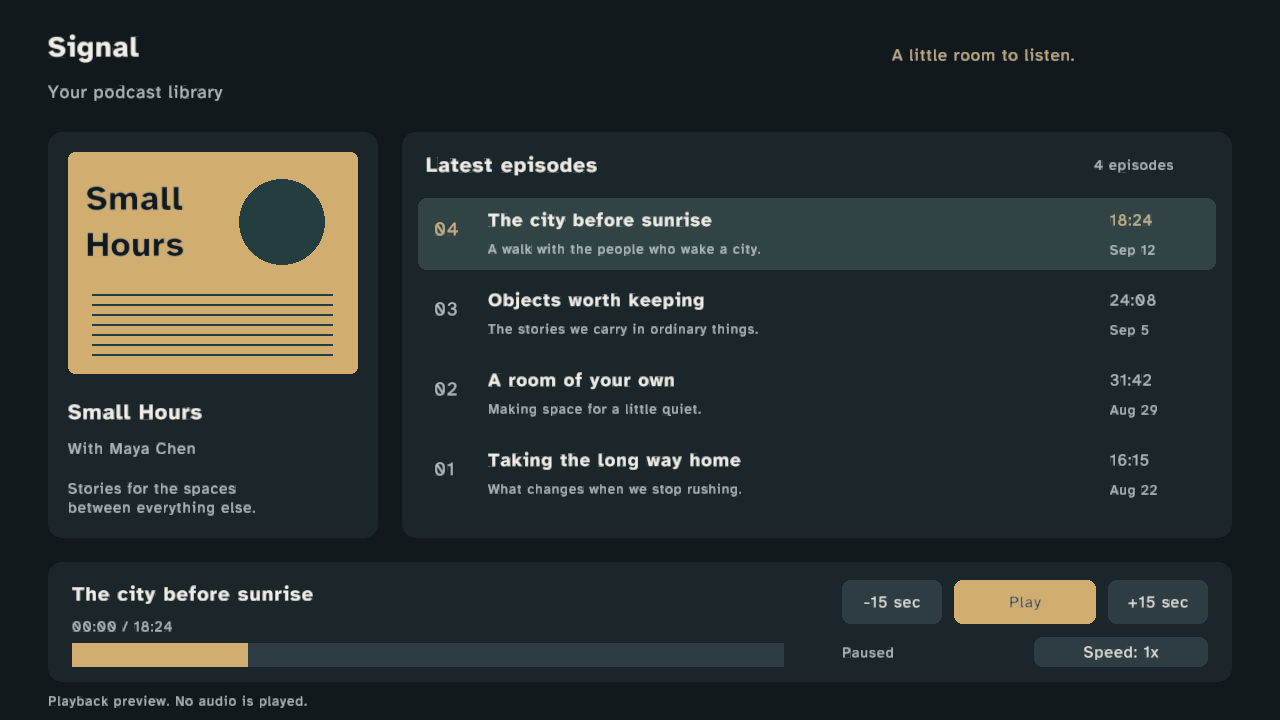 Signal
A little room to listen.
Your podcast library
Small
Hours
Small Hours
With Maya Chen
Stories for the spaces
between everything else.
Latest episodes
4 episodes
04
The city before sunrise
18:24
A walk with the people who wake a city.
Sep 12
03
Objects worth keeping
24:08
The stories we carry in ordinary things.
Sep 5
02
A room of your own
31:42
Making space for a little quiet.
Aug 29
01
Taking the long way home
16:15
What changes when we stop rushing.
Aug 22
The city before sunrise
00:00 / 18:24
-15 sec
Play
+15 sec
Paused
Speed: 1x
Playback preview. No audio is played.